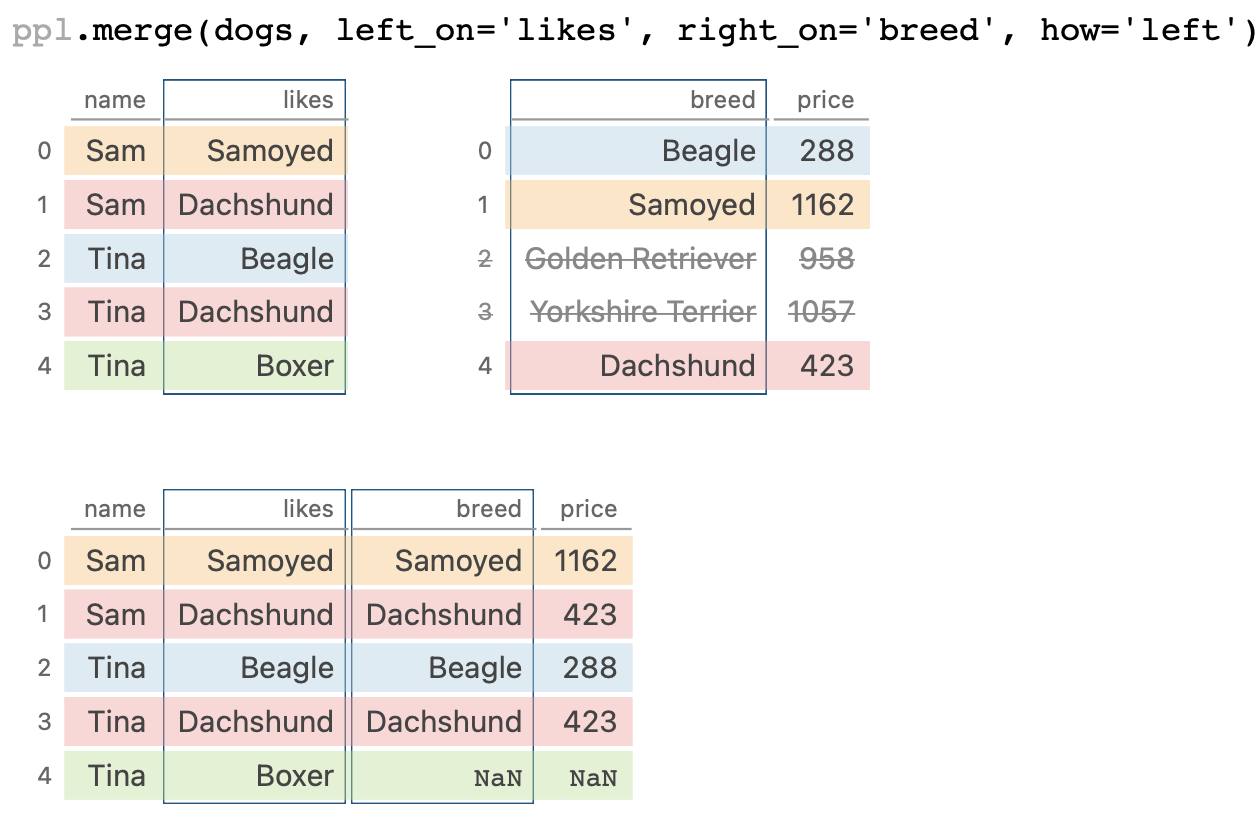 ppl.merge(dogs, left_on='likes', right_on='breed', how='left')
name likes
0 Sam Samoyed
1 Sam Dachshund
2 Tina Beagle
3 Tina Dachshund
4 Tina Boxer
breed price
0 Beagle 288
1 Samoyed 1162
2 Golden Retriever 958
3 Yorkshire Terrier 1057
4 Dachshund 423
name likes breed price
0 Sam Samoyed Samoyed 1162
1 Sam Dachshund Dachshund 423
2 Tina Beagle Beagle 288
3 Tina Dachshund Dachshund 423
4 Tina Boxer NaN NaN